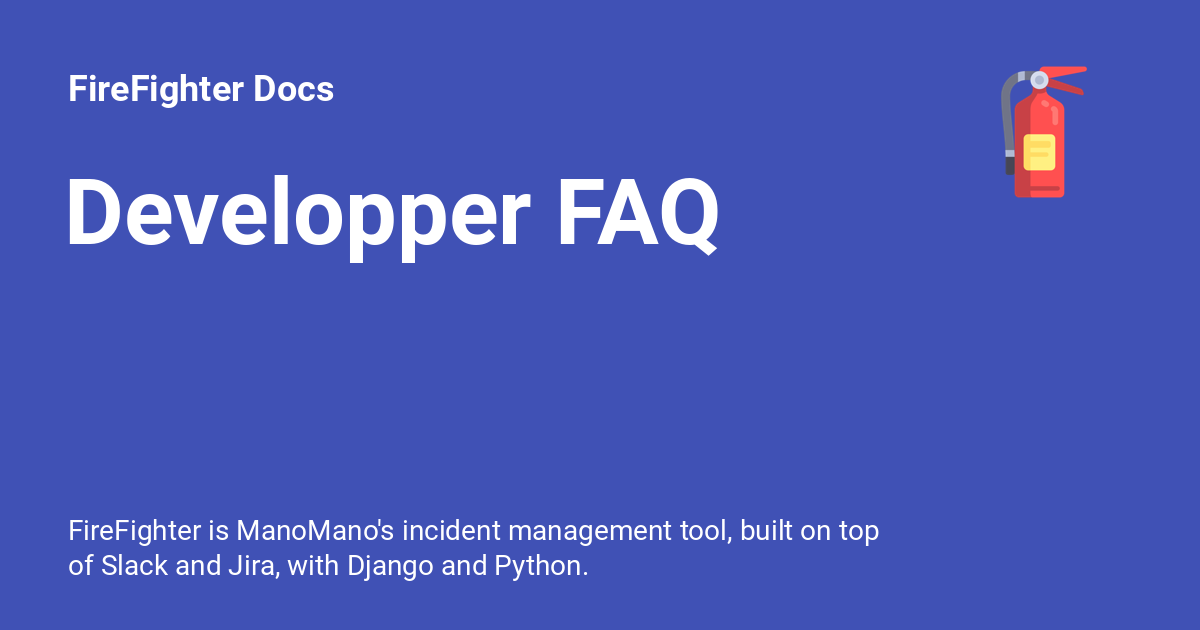 FireFighter Docs
Developper FAQ
FireFighter is ManoMano's incident management tool, built on top
of Slack and Jira, with Django and Python.